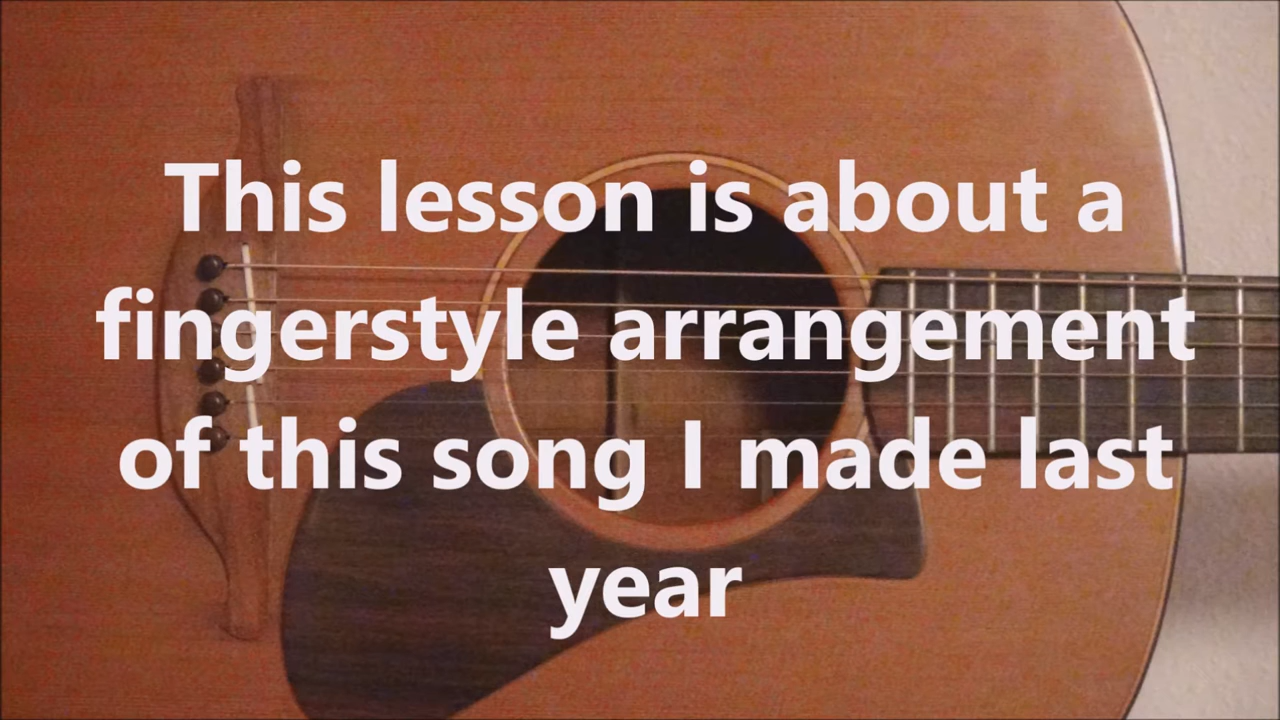 This lesson is about a
fingerstyle arrangement
of this song I made last
year